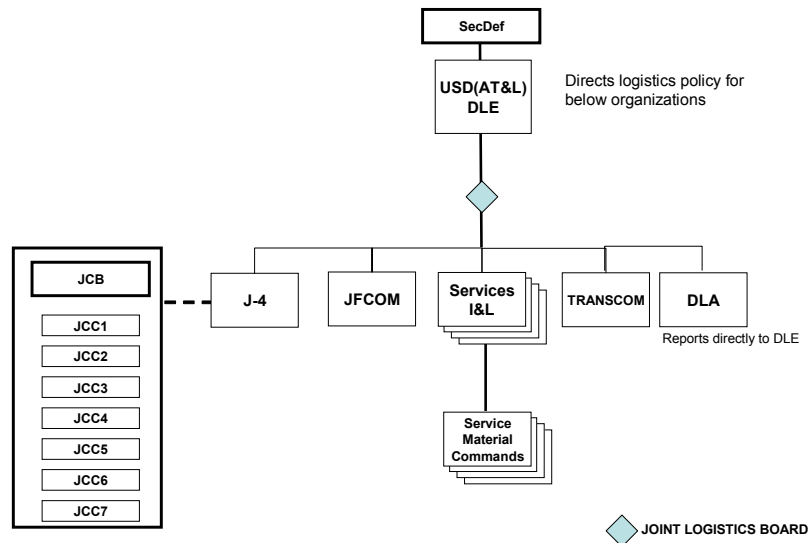 SecDef
USD(AT&L)
DLE
Directs logistics policy for
below organizations
JCB
JCC1
JCC2
JCC3
JCC4
JCC5
JCC6
JCC7
J-4
JFCOM
Services
I&L
TRANSCOM
DLA
Reports directly to DLE
Service
Material
Commands
JOINT LOGISTICS BOARD